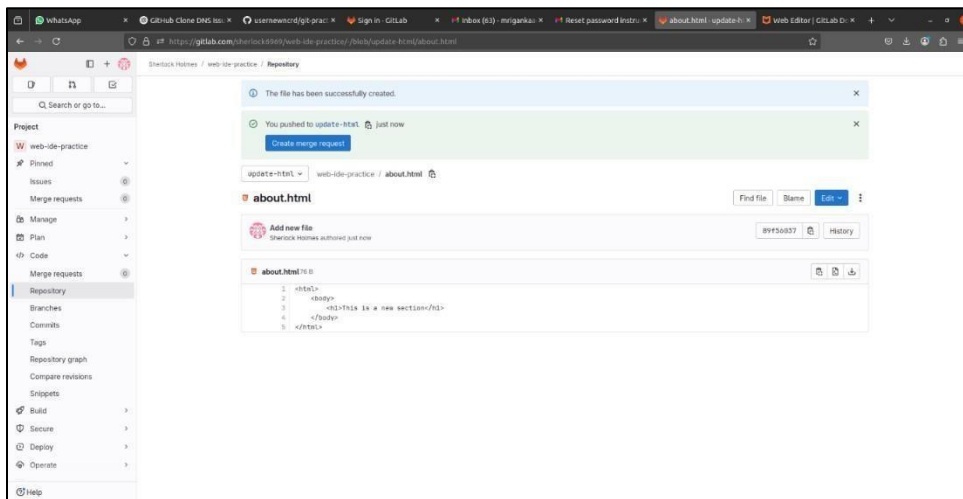 WhatsApp
GitHub Clone DNS Issu
usernewncrd/git-pract
Sign in · GitLab
Inbox (63) - mrigankaa
Reset password instru
about.html · update-h
Web Editor | GitLab Do
https://gitlab.com/sherlock8969/web-ide-practice/-/blob/update-html/about.html
Sherlock Holmes / web-ide-practice / Repository
Search or go to...
Project
W web-ide-practice
Pinned
Issues 0
Merge requests 0
Manage
Plan
Code
Merge requests 0
Repository
Branches
Commits
Tags
Repository graph
Compare revisions
Snippets
Build
Secure
Deploy
Operate
Help
The file has been successfully created.
You pushed to update-html just now
Create merge request
update-html web-ide-practice / about.html
about.html
Find file Blame Edit
Add new file
Sherlock Holmes authored just now
89f56037 History
about.html 76 B
1 <html>
2 <body>
3 <h1>This is a new section</h1>
4 </body>
5 </html>